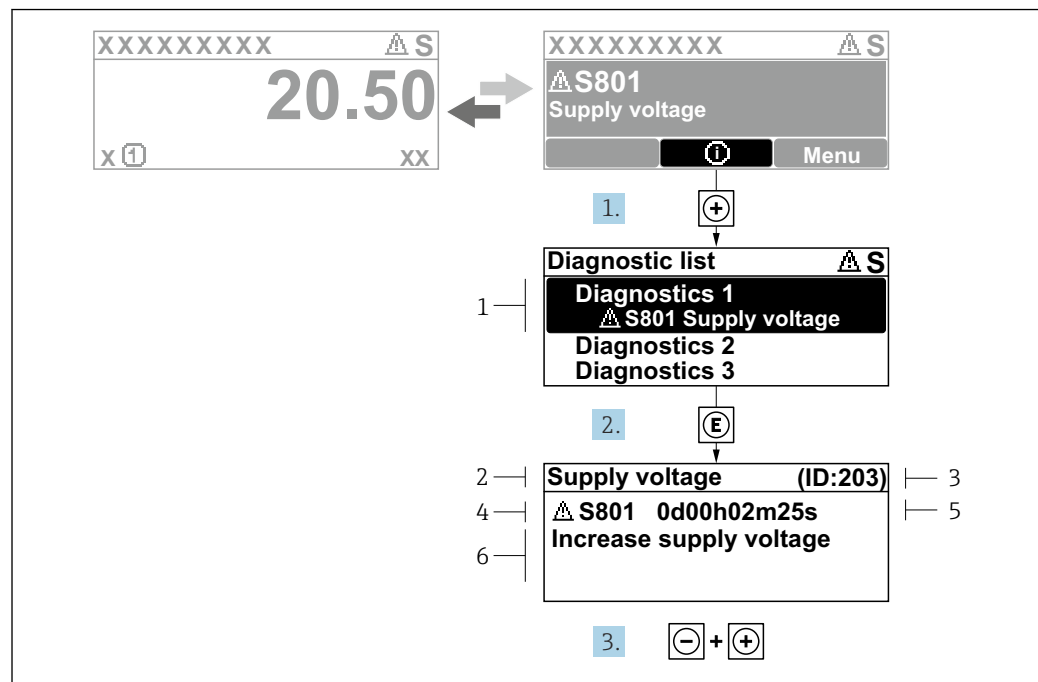 XXXXXXXXX ⚠ S
20.50
X ① XX
XXXXXXXXX ⚠ S
⚠ S801
Supply voltage
ⓘ Menu
1. ⊕
Diagnostic list ⚠ S
1 Diagnostics 1
⚠ S801 Supply voltage
Diagnostics 2
Diagnostics 3
2. Ⓔ
2 Supply voltage (ID:203) 3
4 ⚠ S801 0d00h02m25s 5
6 Increase supply voltage
3. ⊖ + ⊕